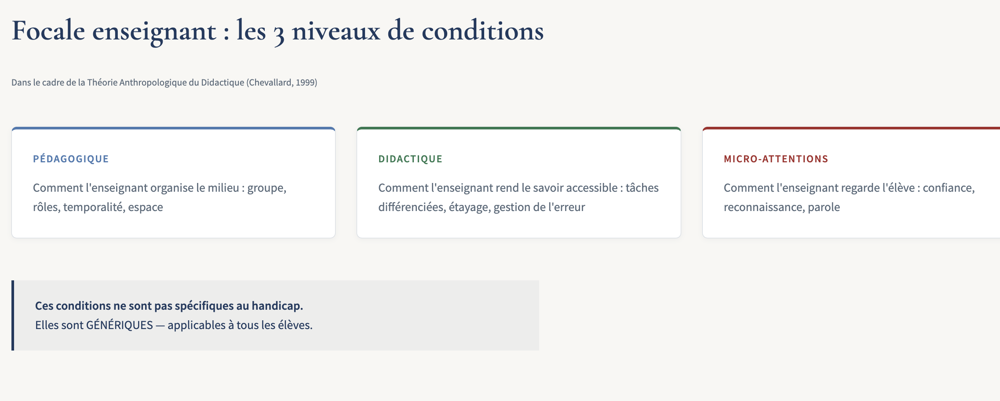 Focale enseignant : les 3 niveaux de conditions
Dans le cadre de la Théorie Anthropologique du Didactique (Chevallard, 1999)
PÉDAGOGIQUE
Comment l'enseignant organise le milieu : groupe,
rôles, temporalité, espace
DIDACTIQUE
Comment l'enseignant rend le savoir accessible : tâches
différenciées, étayage, gestion de l'erreur
MICRO-ATTENTIONS
Comment l'enseignant regarde l'élève : confiance,
reconnaissance, parole
Ces conditions ne sont pas spécifiques au handicap.
Elles sont GÉNÉRIQUES — applicables à tous les élèves.